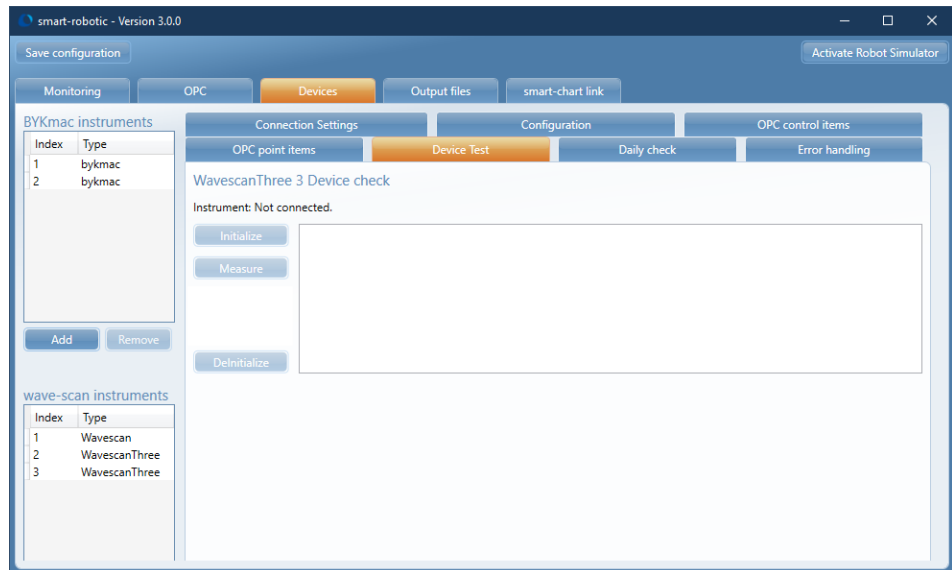 smart-robotic - Version 3.0.0
Save configuration
Activate Robot Simulator
Monitoring
OPC
Devices
Output files
smart-chart link
BYKmac instruments
Index Type
1 bykmac
2 bykmac
Add
Remove
wave-scan instruments
Index Type
1 Wavescan
2 WavescanThree
3 WavescanThree
Connection Settings
Configuration
OPC control items
OPC point items
Device Test
Daily check
Error handling
WavescanThree 3 Device check
Instrument: Not connected.
Initialize
Measure
DeInitialize